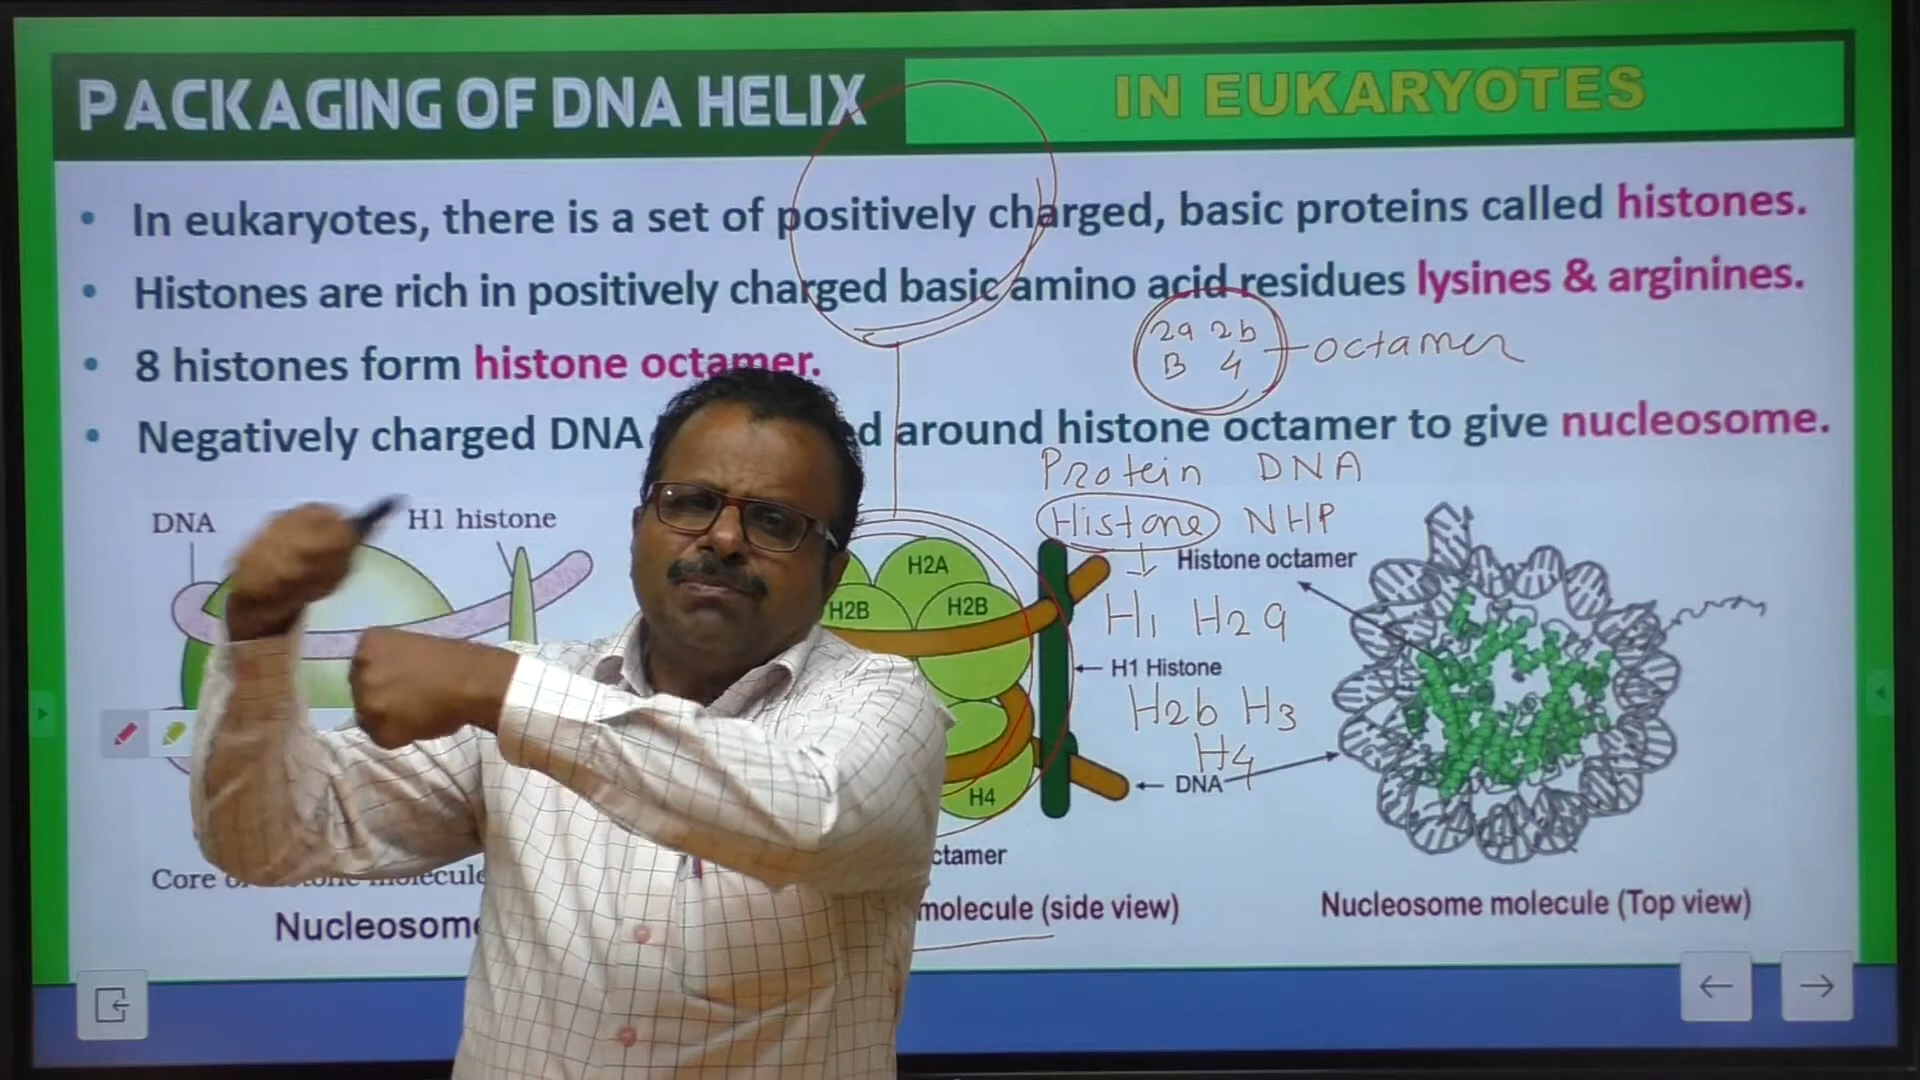 PACKAGING OF DNA HELIX IN EUKARYOTES
• In eukaryotes, there is a set of positively charged, basic proteins called histones.
• Histones are rich in positively charged basic amino acid residues lysines & arginines.
2a 2b
B 4
octamer
• 8 histones form histone octamer.
• Negatively charged DNA d around histone octamer to give nucleosome.
Protein DNA
Histone NHP
DNA
H1 histone
H2A
H2B H2B
Histone octamer
H1 H2a
H1 Histone
H2b H3
H4
DNA
H4
ctamer
Core molecule
Nucleosome
molecule (side view)
Nucleosome molecule (Top view)